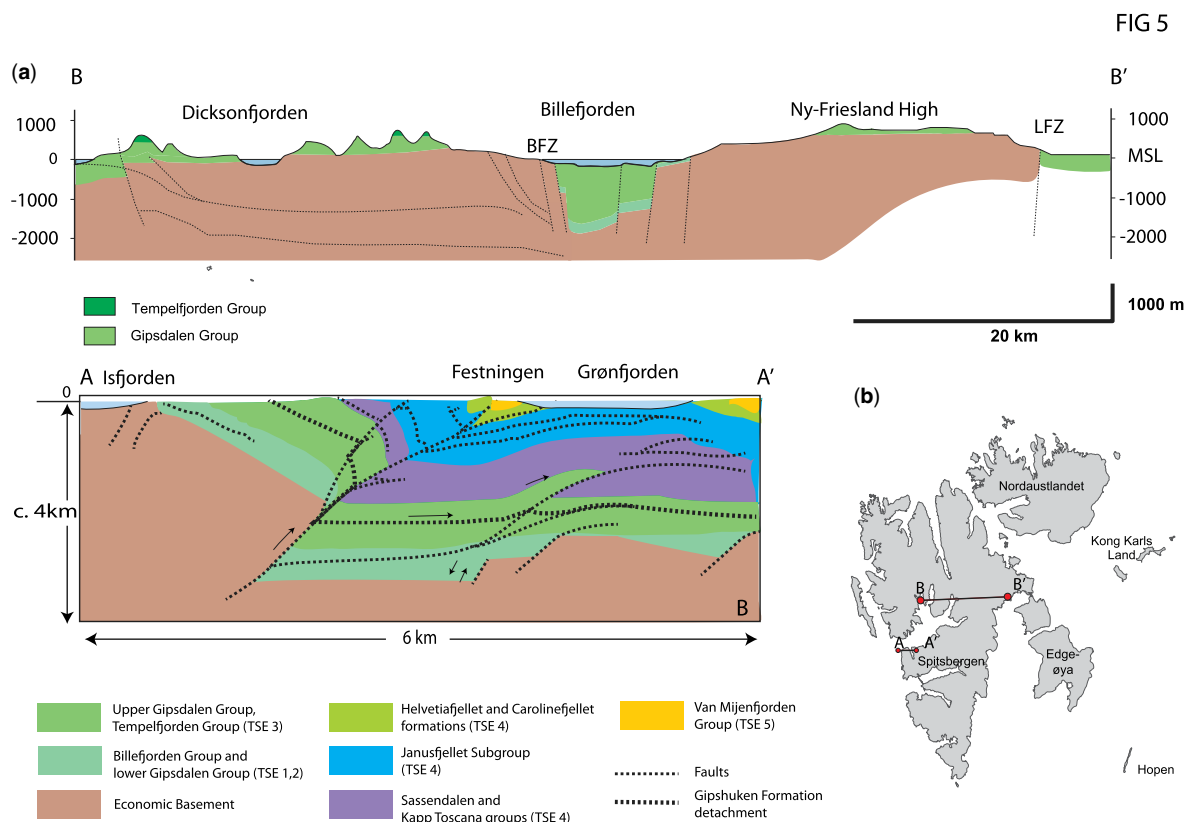 FIG 5
(a)
B
B'
Dicksonfjorden
Billefjorden
Ny-Friesland High
1000
0
-1000
-2000
BFZ
LFZ
1000
MSL
-1000
-2000
Tempelfjorden Group
Gipsdalen Group
1000 m
20 km
A
Isfjorden
Festningen
Grønfjorden
A'
0
c. 4km
B
6 km
(b)
Nordaustlandet
Kong Karls
Land
B
B'
A
A'
Spitsbergen
Edge-
øya
Hopen
Upper Gipsdalen Group,
Tempelfjorden Group (TSE 3)
Billefjorden Group and
lower Gipsdalen Group (TSE 1,2)
Economic Basement
Helvetiafjellet and Carolinefjellet
formations (TSE 4)
Janusfjellet Subgroup
(TSE 4)
Sassendalen and
Kapp Toscana groups (TSE 4)
Van Mijenfjorden
Group (TSE 5)
Faults
Gipshuken Formation
detachment